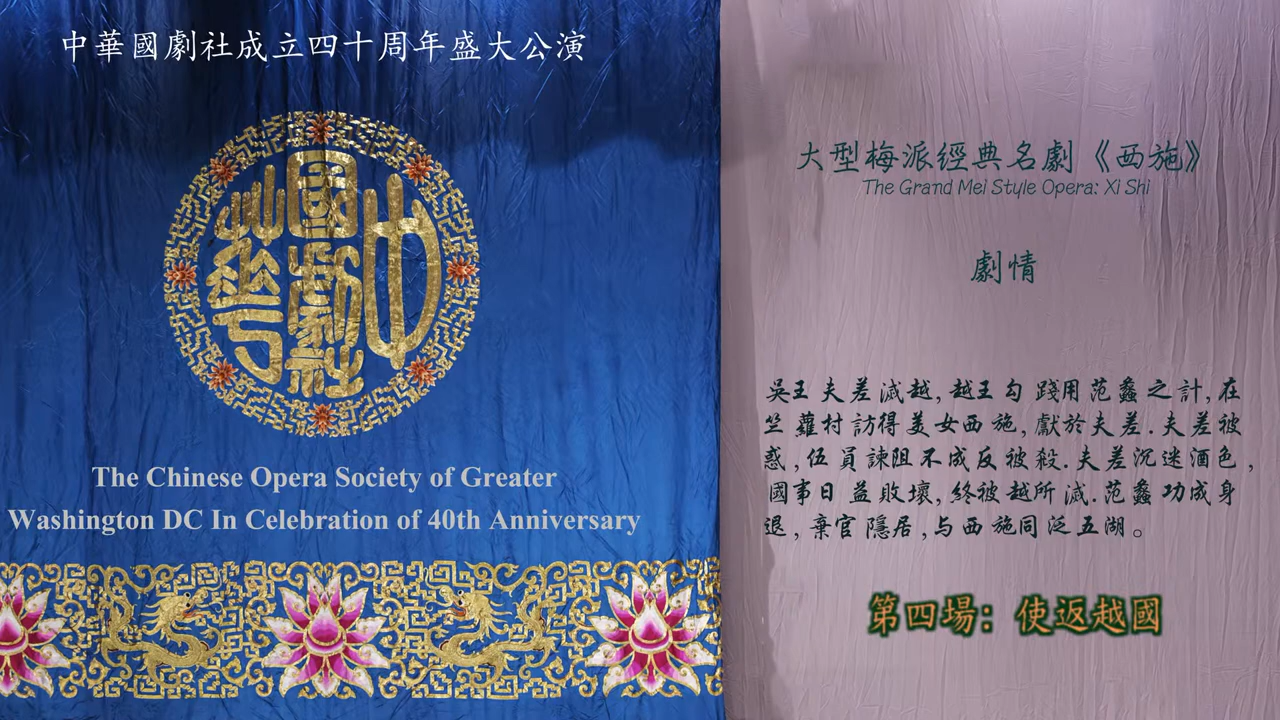 中華國劇社成立四十周年盛大公演
中華國劇社
The Chinese Opera Society of Greater
Washington DC In Celebration of 40th Anniversary
大型梅派經典名劇《西施》
The Grand Mei Style Opera: Xi Shi
劇情
吳王夫差滅越,越王勾踐用范蠡之計,在
苎蘿村訪得美女西施,獻於夫差.夫差被
惑,伍員諫阻不成反被殺.夫差沉迷酒色,
國事日益敗壞,終被越所滅.范蠡功成身
退,棄官隱居,与西施同泛五湖。
第四場：使返越國